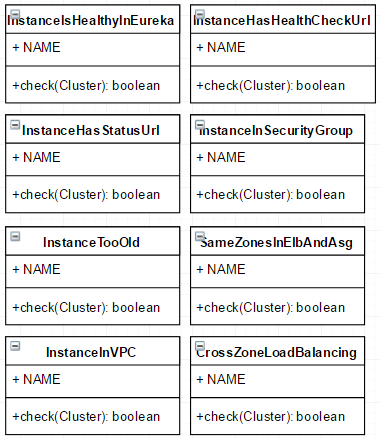 InstanceIsHealthyInEureka
+ NAME
+check(Cluster): boolean
InstanceHasHealthCheckUrl
+ NAME
+check(Cluster): boolean
InstanceHasStatusUrl
+ NAME
+check(Cluster): boolean
InstanceInSecurityGroup
+ NAME
+check(Cluster): boolean
InstanceTooOld
+ NAME
+check(Cluster): boolean
SameZonesInElbAndAsg
+ NAME
+check(Cluster): boolean
InstanceInVPC
+ NAME
+check(Cluster): boolean
CrossZoneLoadBalancing
+ NAME
+check(Cluster): boolean